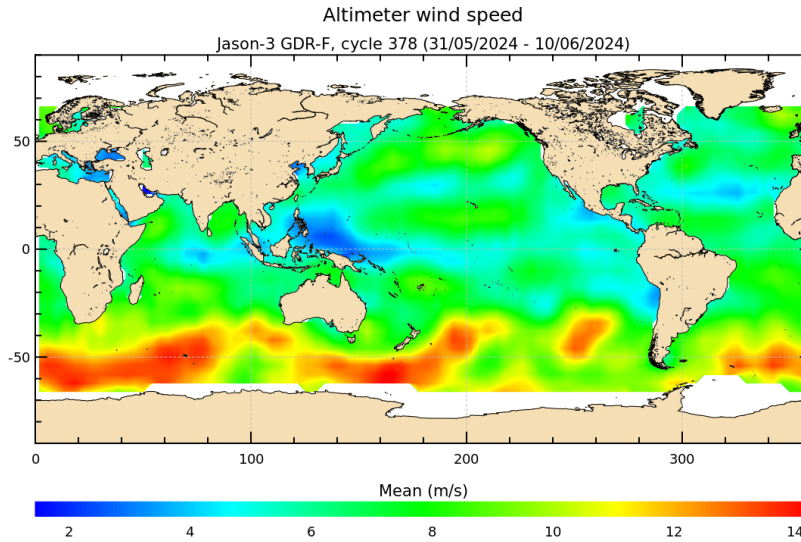 Altimeter wind speed
Jason-3 GDR-F, cycle 378 (31/05/2024 - 10/06/2024)
50
0
-50
0 100 200 300
Mean (m/s)
2 4 6 8 10 12 14